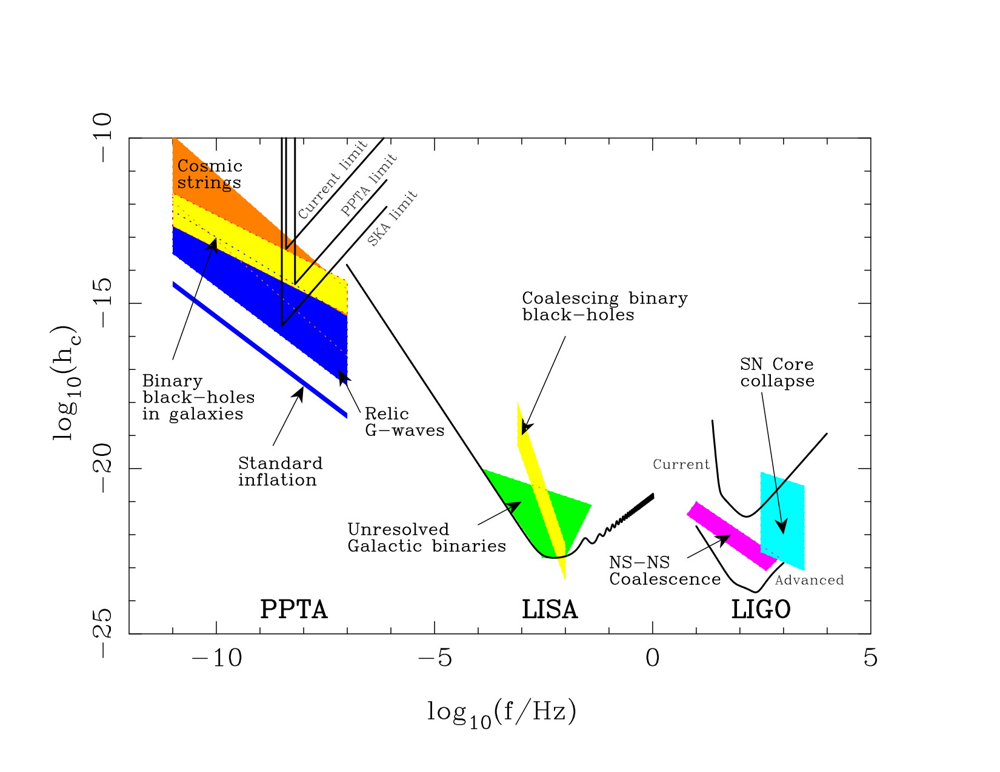 −10
−15
−20
−25
log10(hc)
Cosmic
strings
Current limit
PPTA limit
SKA limit
Coalescing binary
black−holes
SN Core
collapse
Binary
black−holes
in galaxies
Relic
G−waves
Standard
inflation
Current
Unresolved
Galactic binaries
NS−NS
Coalescence
Advanced
PPTA
LISA
LIGO
−10
−5
0
5
log10(f/Hz)